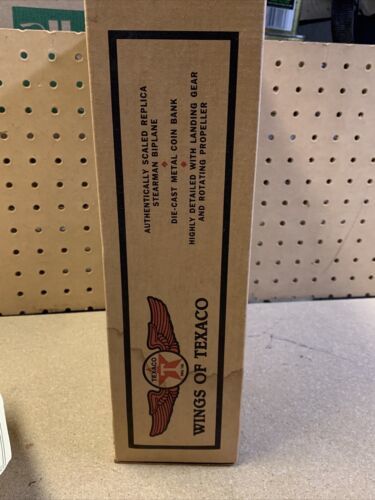 AUTHENTICALLY SCALED REPLICA
STEARMAN BIPLANE
DIE-CAST METAL COIN BANK
HIGHLY DETAILED WITH LANDING GEAR
AND ROTATING PROPELLER
TEXACO
T
WINGS OF TEXACO